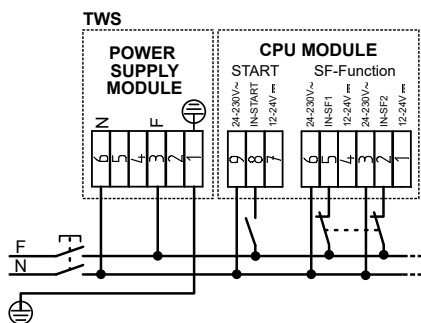 TWS
POWER
SUPPLY
MODULE
CPU MODULE
START
SF-Function
N
F
24-230V~
IN-START
12-24V⎓
24-230V~
IN-SF1
12-24V⎓
24-230V~
IN-SF2
12-24V⎓
6
5
4
3
2
1
9
8
7
6
5
4
3
2
1
F
N